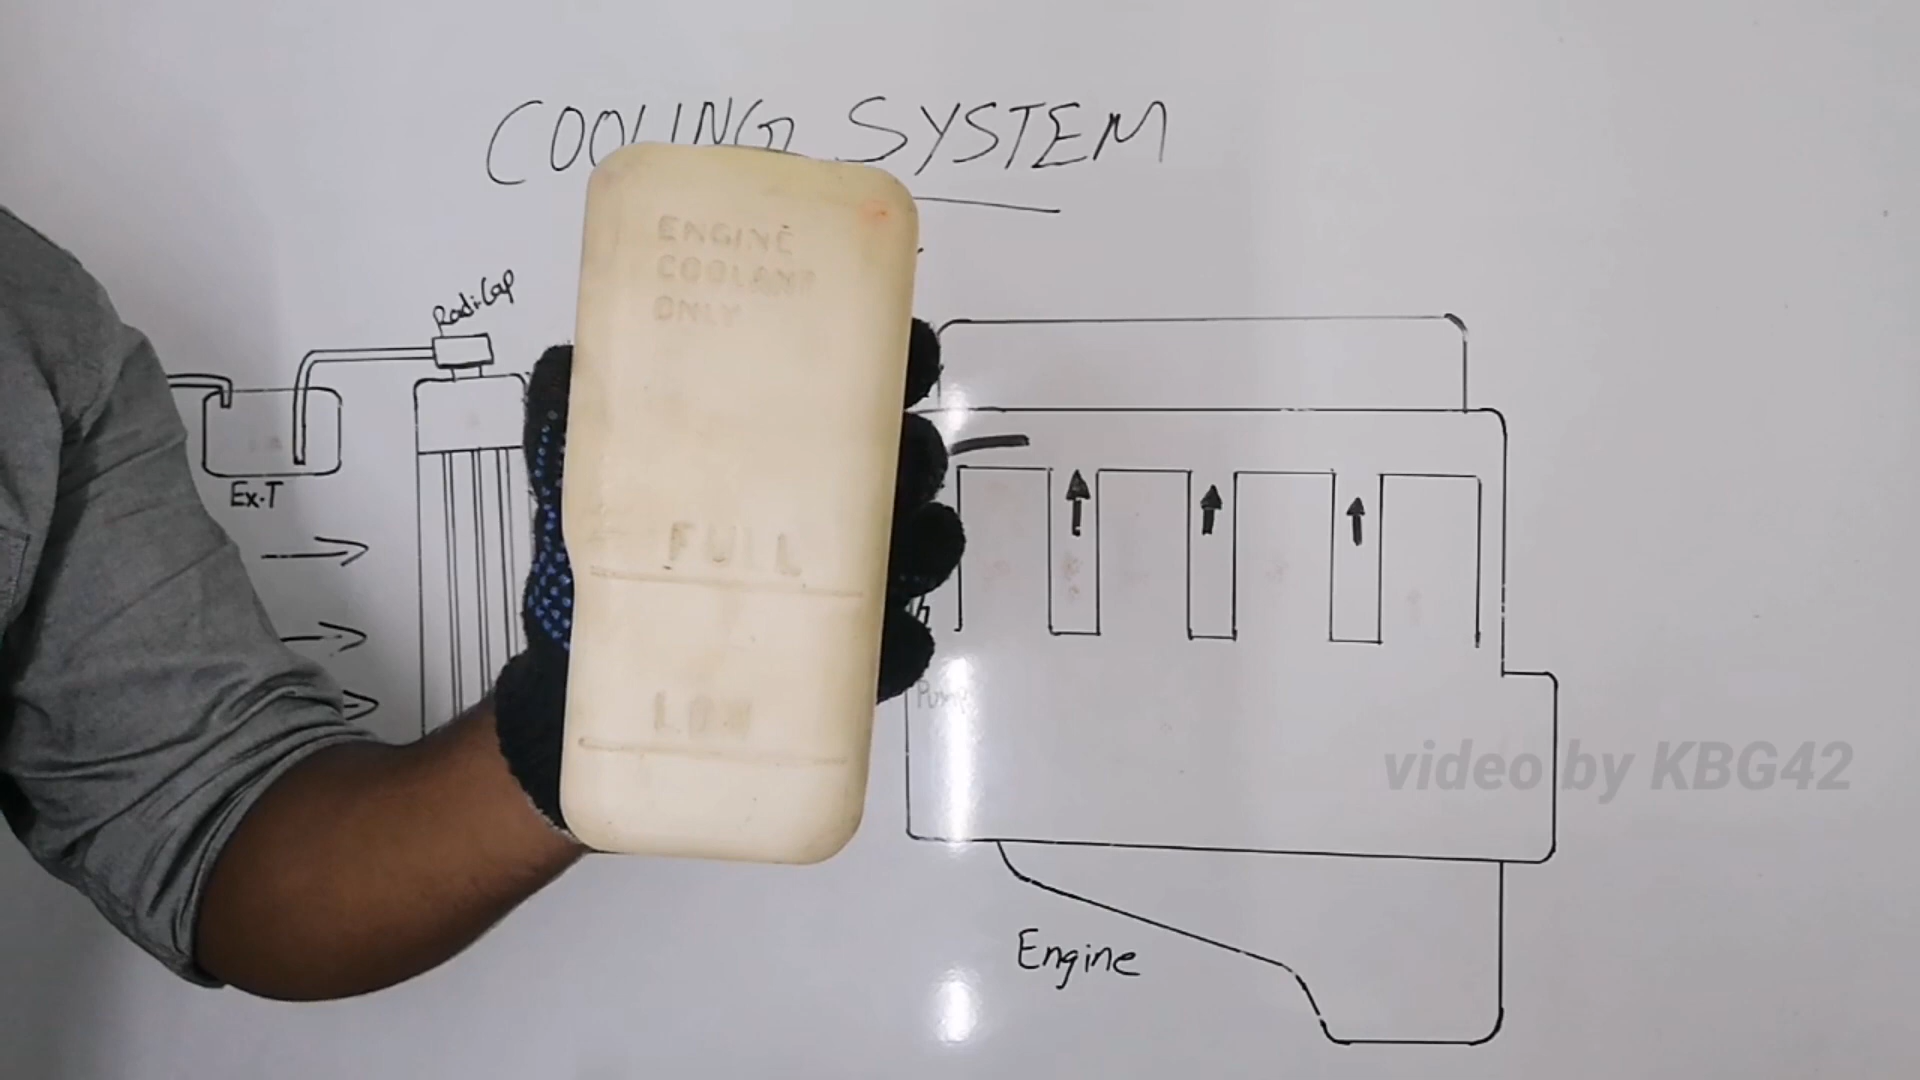 COOLING SYSTEM
ENGINE
COOLANT
ONLY
Radi.Cap
Ex.T
FULL
LOW
Pump
video by KBG42
Engine